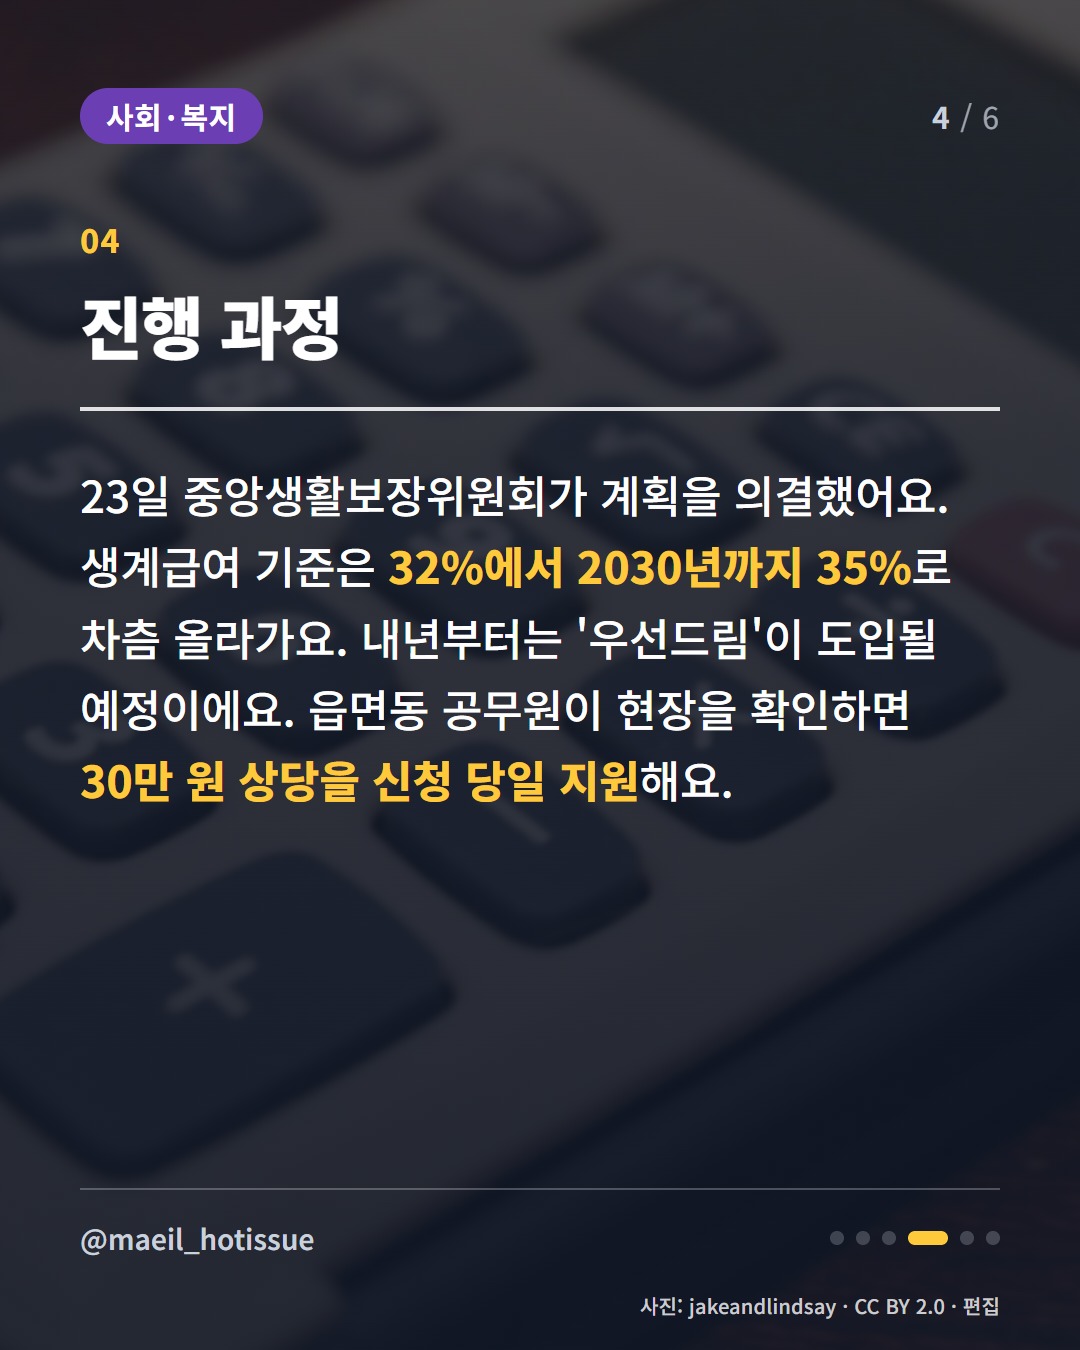 사회·복지
4 / 6
04
진행 과정
23일 중앙생활보장위원회가 계획을 의결했어요.
생계급여 기준은 32%에서 2030년까지 35%로
차츰 올라가요. 내년부터는 '우선드림'이 도입될
예정이에요. 읍면동 공무원이 현장을 확인하면
30만 원 상당을 신청 당일 지원해요.
@maeil_hotissue
사진: jakeandlindsay · CC BY 2.0 · 편집